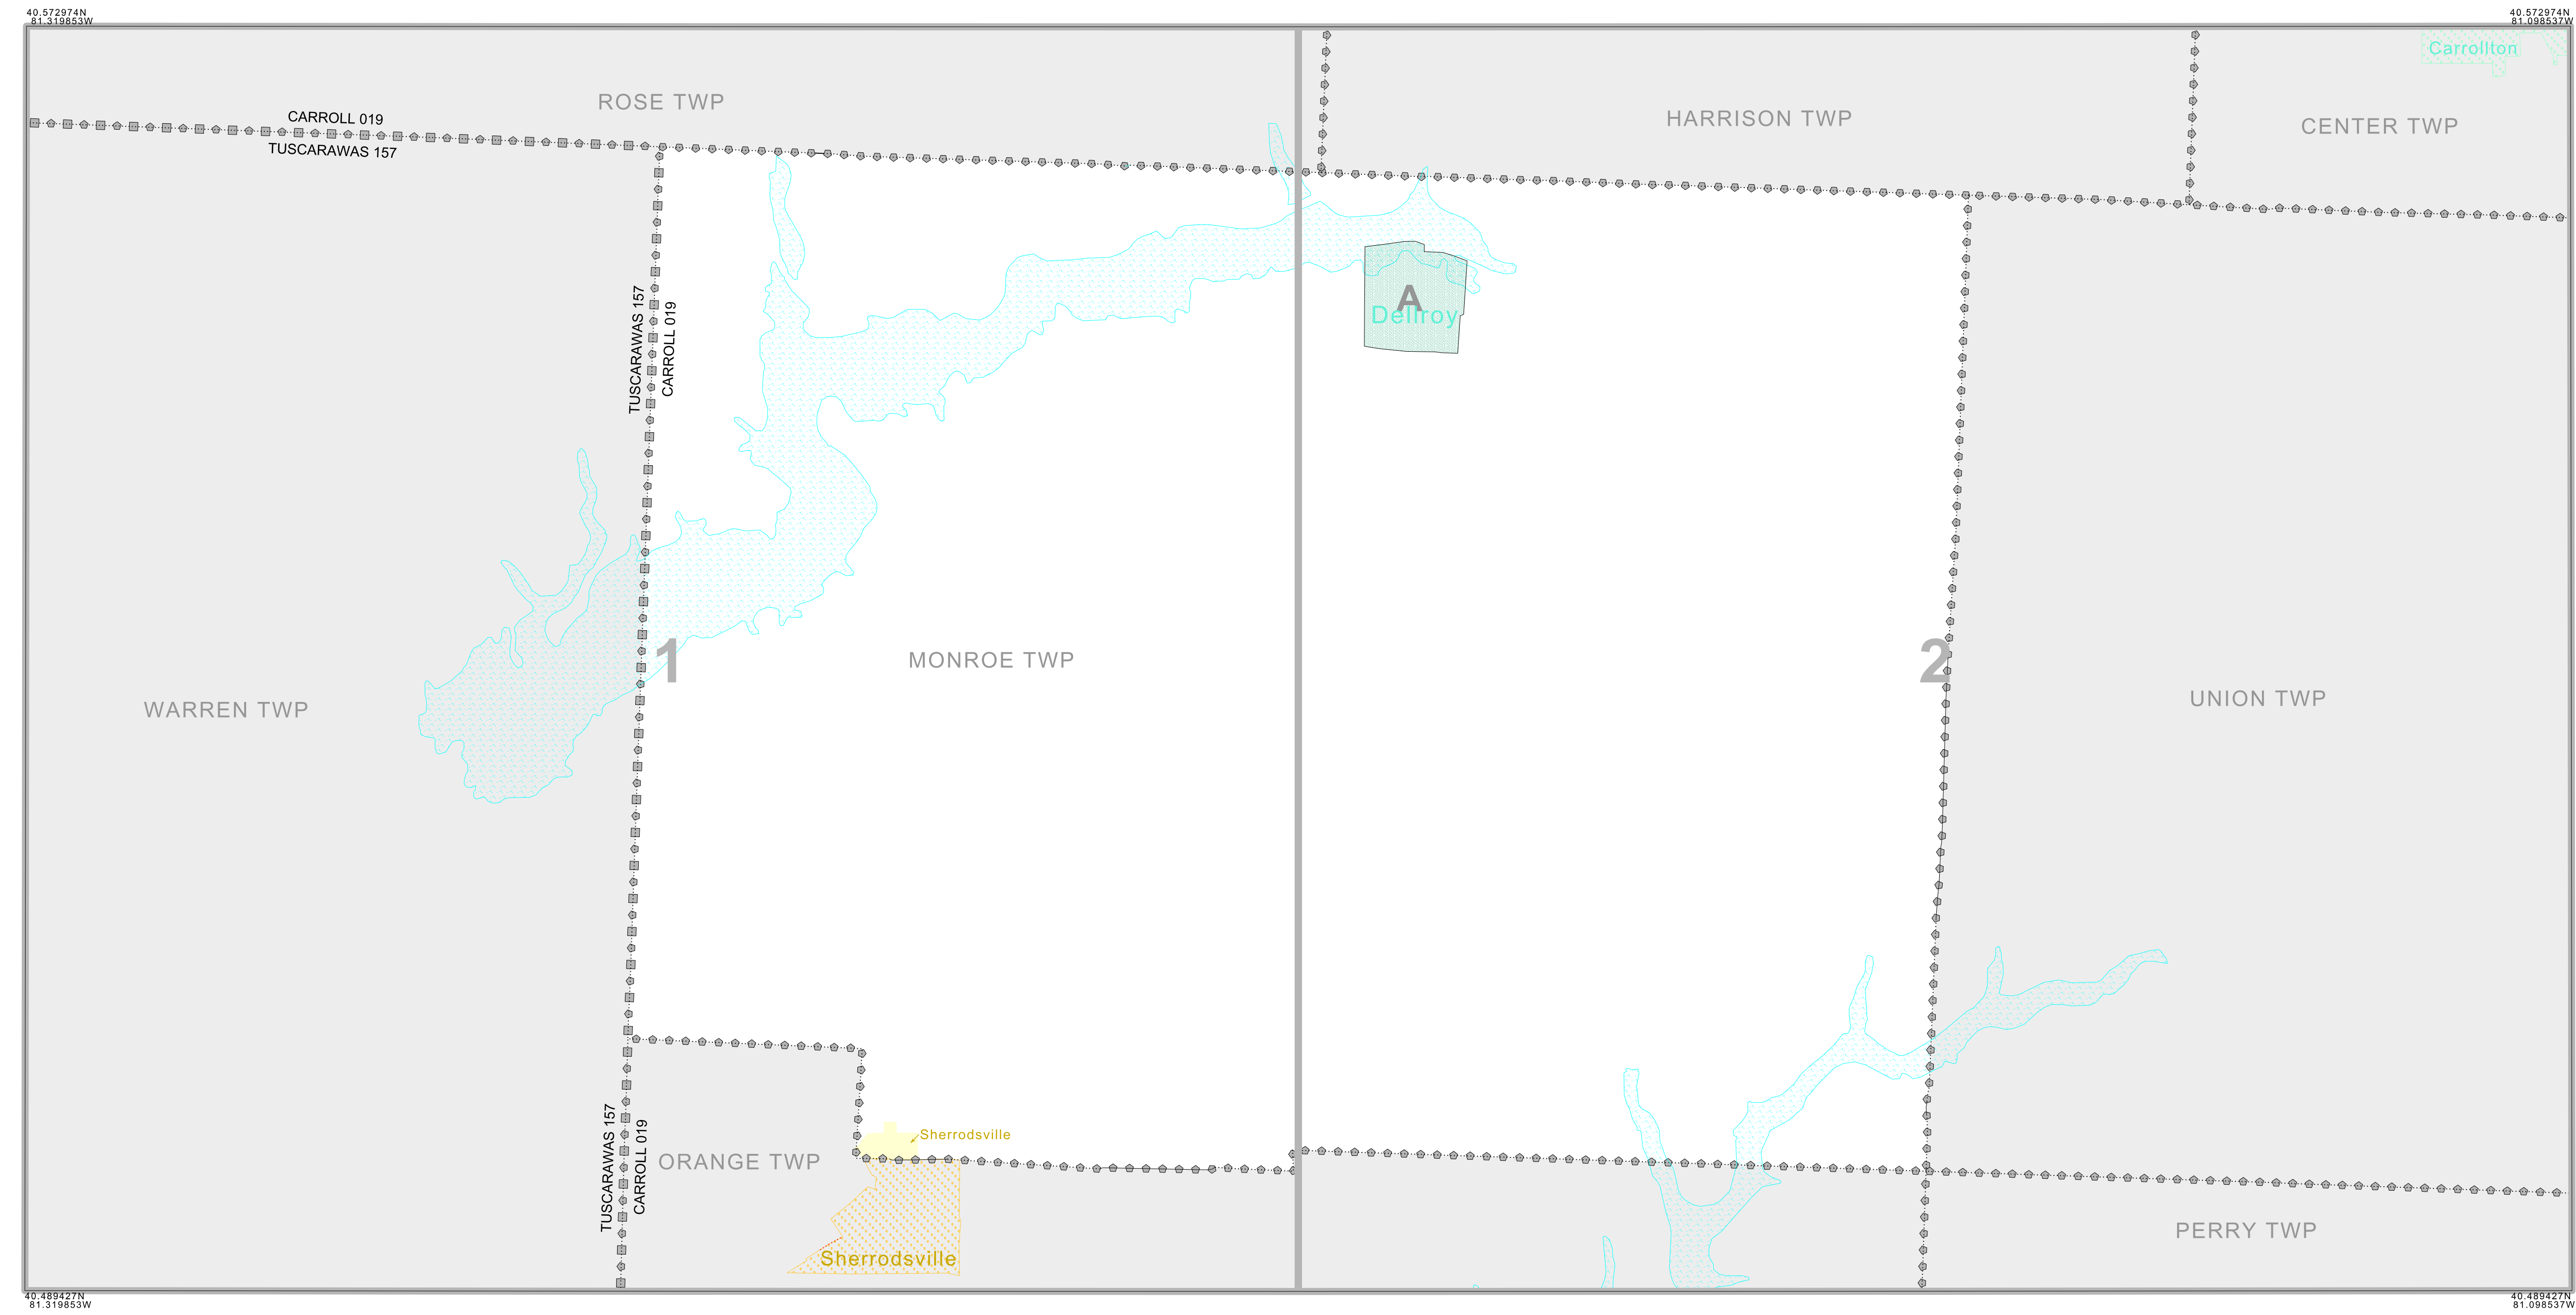 40.572974N
81.319853W
40.572974N
81.098537W
Carrollton
ROSE TWP
CARROLL 019
TUSCARAWAS 157
HARRISON TWP
CENTER TWP
TUSCARAWAS 157
CARROLL 019
A
Dellroy
1
MONROE TWP
2
WARREN TWP
UNION TWP
TUSCARAWAS 157
CARROLL 019
Sherrodsville
ORANGE TWP
PERRY TWP
Sherrodsville
40.489427N
81.319853W
40.489427N
81.098537W